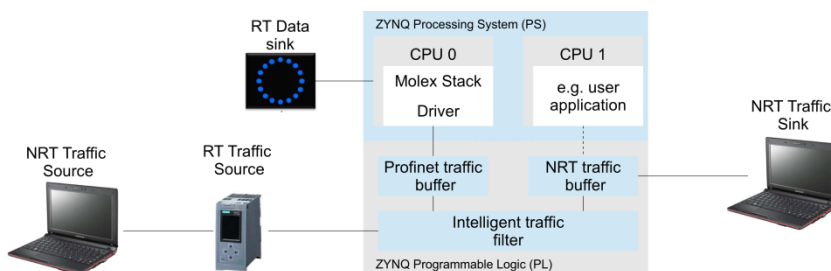 RT Data
sink
ZYNQ Processing System (PS)
CPU 0
Molex Stack
Driver
CPU 1
e.g. user
application
NRT Traffic
Sink
NRT Traffic
Source
RT Traffic
Source
Profinet traffic
buffer
NRT traffic
buffer
Intelligent traffic
filter
ZYNQ Programmable Logic (PL)